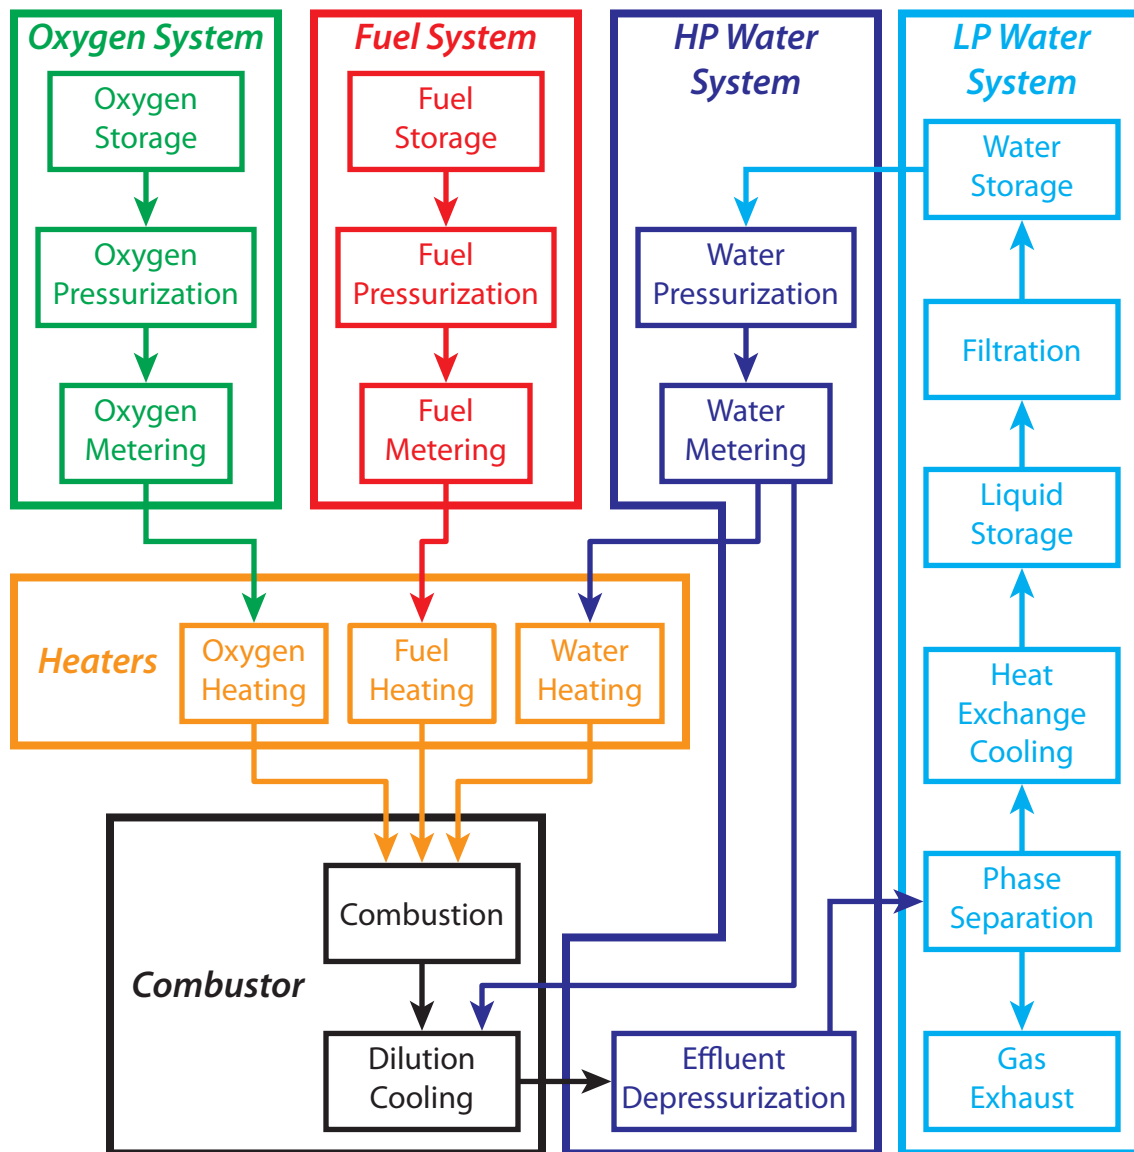 Oxygen System
Oxygen
Storage
Oxygen
Pressurization
Oxygen
Metering
Fuel System
Fuel
Storage
Fuel
Pressurization
Fuel
Metering
HP Water
System
Water
Pressurization
Water
Metering
LP Water
System
Water
Storage
Filtration
Liquid
Storage
Heat
Exchange
Cooling
Phase
Separation
Gas
Exhaust
Heaters
Oxygen
Heating
Fuel
Heating
Water
Heating
Combustor
Combustion
Dilution
Cooling
Effluent
Depressurization